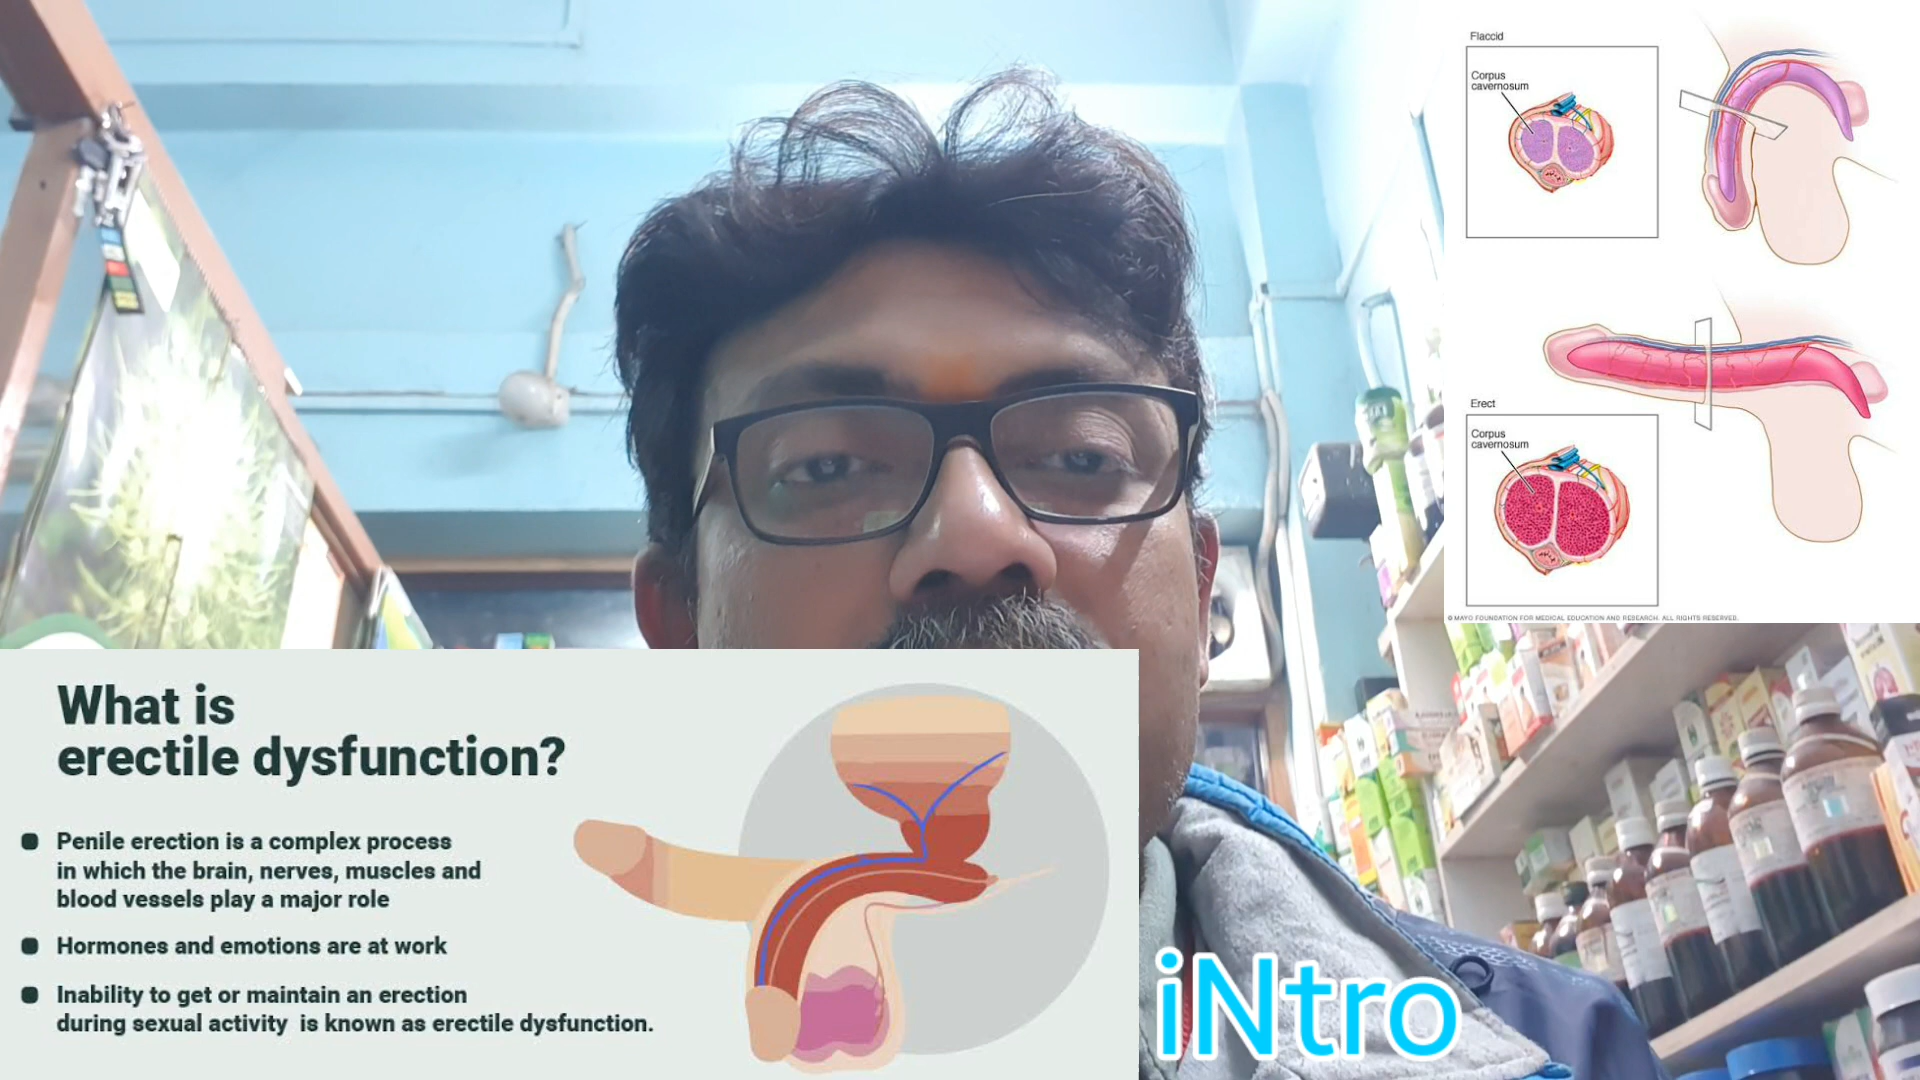 Flaccid
Corpus
cavernosum
Erect
Corpus
cavernosum
© MAYO FOUNDATION FOR MEDICAL EDUCATION AND RESEARCH. ALL RIGHTS RESERVED.
What is
erectile dysfunction?
Penile erection is a complex process
in which the brain, nerves, muscles and
blood vessels play a major role
Hormones and emotions are at work
Inability to get or maintain an erection
during sexual activity is known as erectile dysfunction.
iNtro